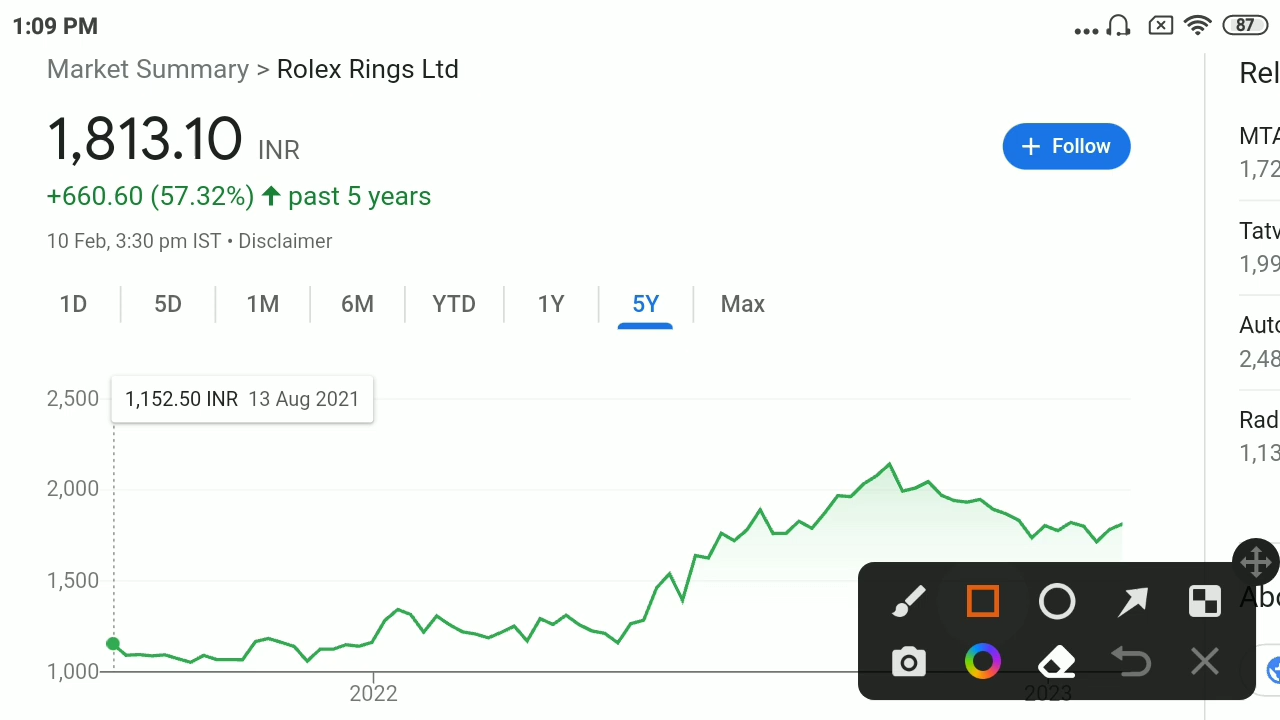 1:09 PM
87
Market Summary > Rolex Rings Ltd
1,813.10 INR
+ Follow
+660.60 (57.32%) past 5 years
10 Feb, 3:30 pm IST • Disclaimer
1D 5D 1M 6M YTD 1Y 5Y Max
2,500
1,152.50 INR 13 Aug 2021
2,000
1,500
1,000
2022
2023
Rel
MTA
1,72
Tatv
1,99
Auto
2,48
Rad
1,13
Abo